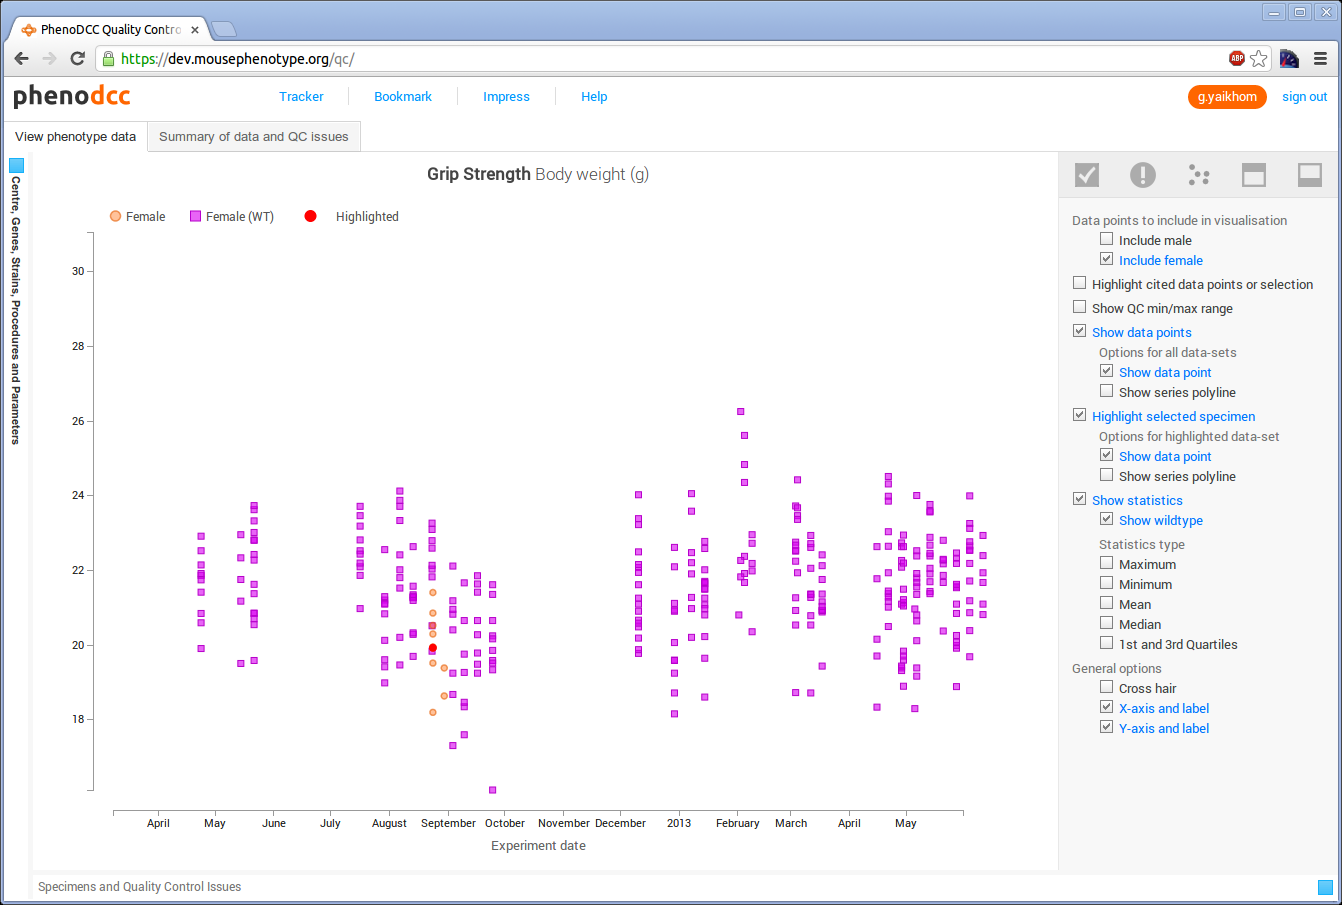 PhenoDCC Quality Contro
https://dev.mousephenotype.org/qc/
ABP
phenodcc
Tracker
Bookmark
Impress
Help
g.yaikhom
sign out
View phenotype data
Summary of data and QC issues
Centre, Genes, Strains, Procedures and Parameters
Grip Strength Body weight (g)
Female
Female (WT)
Highlighted
30
28
26
24
22
20
18
April
May
June
July
August
September
October
November
December
2013
February
March
April
May
Experiment date
Data points to include in visualisation
Include male
Include female
Highlight cited data points or selection
Show QC min/max range
Show data points
Options for all data-sets
Show data point
Show series polyline
Highlight selected specimen
Options for highlighted data-set
Show data point
Show series polyline
Show statistics
Show wildtype
Statistics type
Maximum
Minimum
Mean
Median
1st and 3rd Quartiles
General options
Cross hair
X-axis and label
Y-axis and label
Specimens and Quality Control Issues